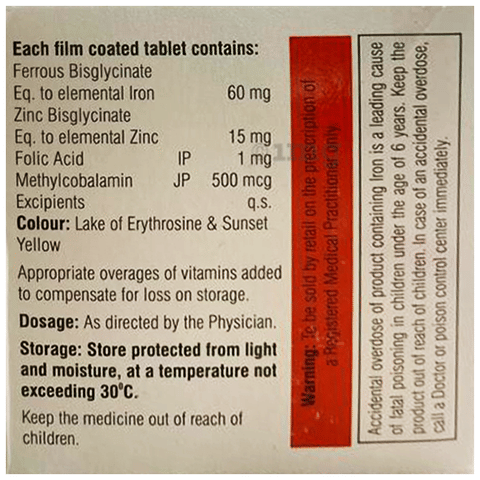 Each film coated tablet contains:
Ferrous Bisglycinate
Eq. to elemental Iron 60 mg
Zinc Bisglycinate
Eq. to elemental Zinc 15 mg
Folic Acid IP 1 mg
Methylcobalamin JP 500 mcg
Excipients q.s.
Colour: Lake of Erythrosine & Sunset
Yellow
Appropriate overages of vitamins added
to compensate for loss on storage.
Dosage: As directed by the Physician.
Storage: Store protected from light
and moisture, at a temperature not
exceeding 30°C.
Keep the medicine out of reach of
children.
Warning: To be sold by retail on the prescription of
a Registered Medical Practitioner only.
Accidental overdose of product containing Iron is a leading cause
of fatal poisoning in children under the age of 6 years. Keep the
product out of reach of children. In case of an accidental overdose,
call a Doctor or poison control center immediately.